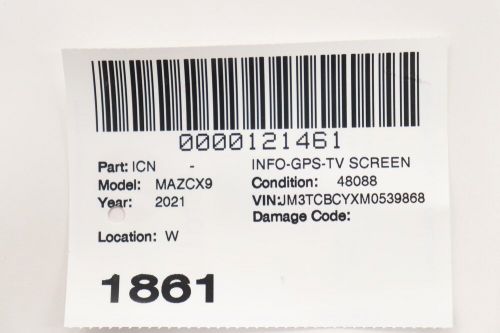 0000121461
Part: ICN - INFO-GPS-TV SCREEN
Model: MAZCX9 Condition: 48088
Year: 2021 VIN:JM3TCBCYXM0539868
Damage Code:
Location: W
1861